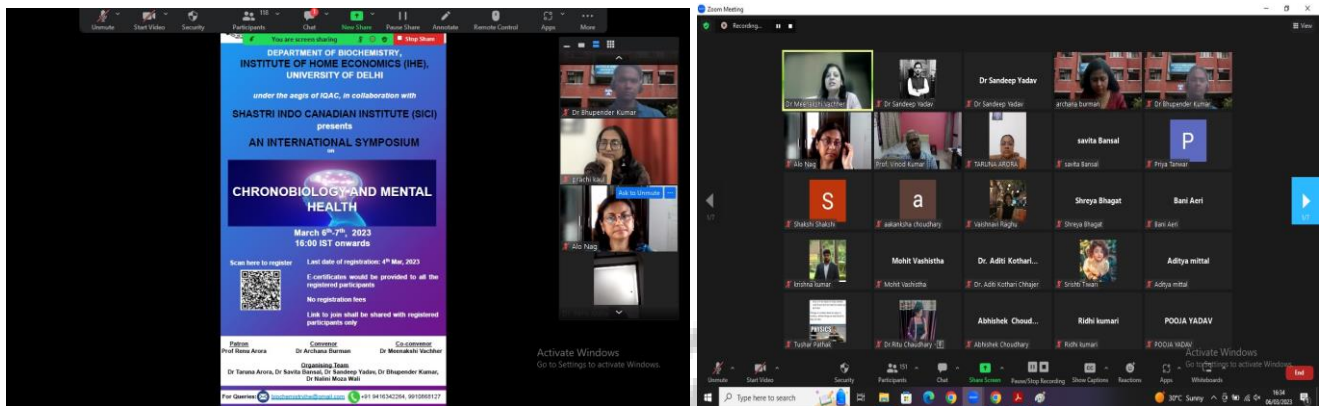 Unmute
Start Video
Security
Participants
118
Chat
New Share
Pause Share
Annotate
Remote Control
Apps
More
You are screen sharing
Stop Share
DEPARTMENT OF BIOCHEMISTRY,
INSTITUTE OF HOME ECONOMICS (IHE),
UNIVERSITY OF DELHI
under the aegis of IQAC, in collaboration with
SHASTRI INDO CANADIAN INSTITUTE (SICI)
presents
AN INTERNATIONAL SYMPOSIUM
on
CHRONOBIOLOGY AND MENTAL
HEALTH
March 6th-7th, 2023
16:00 IST onwards
Scan here to register
Last date of registration: 4th Mar, 2023
E-certificates would be provided to all the
registered participants
No registration fees
Link to join shall be shared with registered
participants only
Patron
Prof Renu Arora
Convenor
Dr Archana Burman
Co-convenor
Dr Meenakshi Vachher
Organising Team
Dr Taruna Arora, Dr Savita Bansal, Dr Sandeep Yadav, Dr Bhupender Kumar,
Dr Nalini Moza Wali
For Queries:
+91 9416342264, 9910868127
Dr Bhupender Kumar
prachi kaul
Ask to Unmute
Alo Nag
Activate Windows
Go to Settings to activate Windows.
Zoom Meeting
Recording...
View
Dr Meenakshi Vachher
Dr Sandeep Yadav
Dr Sandeep Yadav
Dr Sandeep Yadav
archana burman
Dr Bhupender Kumar
Alo Nag
Prof. Vinod Kumar
TARUNA ARORA
savita Bansal
savita Bansal
P
Priya Tanwar
S
Shakshi Shakshi
a
aakanksha choudhary
Vaishnavi Raghu
Shreya Bhagat
Shreya Bhagat
Bani Aeri
Bani Aeri
krishna kumar
Mohit Vashistha
Mohit Vashistha
Dr. Aditi Kothari...
Dr. Aditi Kothari Chhajer
Srishti Tiwari
Aditya mittal
Aditya mittal
PHYSICS
Tushar Pathak
Dr.Ritu Choudhary
Abhishek Choud...
Abhishek Choudhary
Ridhi kumari
Ridhi kumari
POOJA YADAV
POOJA YADAV
Activate Windows
Go to Settings to activate Windows.
Unmute
Start Video
Security
Participants
151
Chat
Share Screen
Pause/Stop Recording
Show Captions
Reactions
Apps
Whiteboards
End
Type here to search
30°C Sunny
16:34
06/03/2023